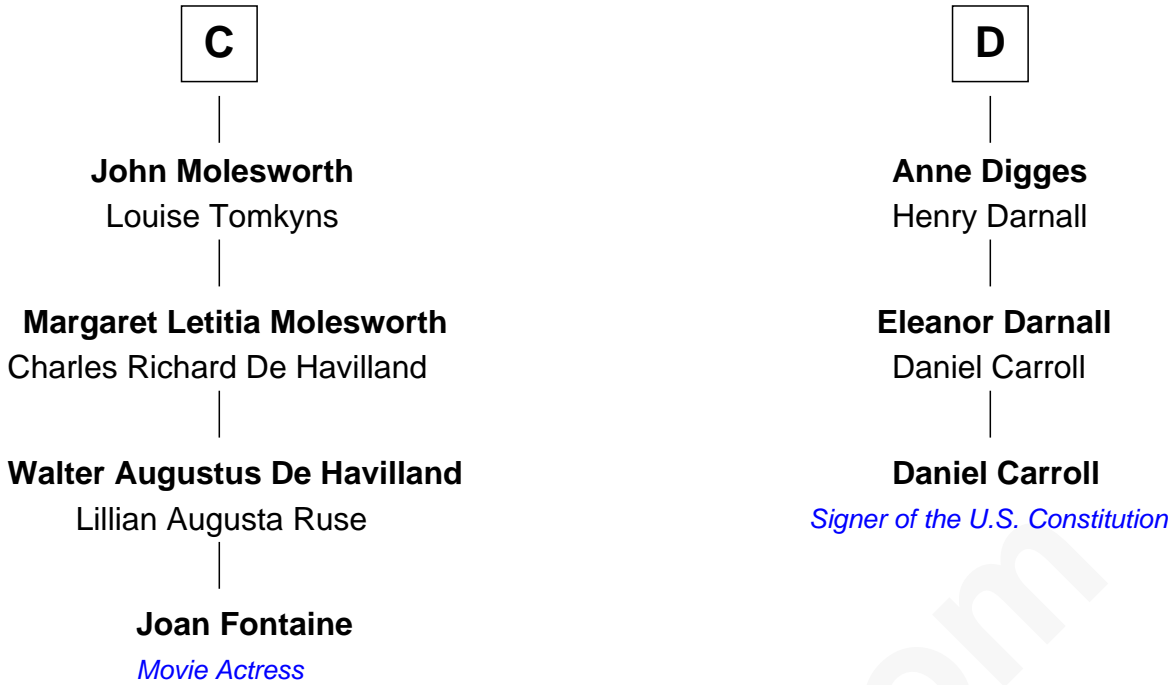 C
John Molesworth
Louise Tomkyns
Margaret Letitia Molesworth
Charles Richard De Havilland
Walter Augustus De Havilland
Lillian Augusta Ruse
Joan Fontaine
Movie Actress
D
Anne Digges
Henry Darnall
Eleanor Darnall
Daniel Carroll
Daniel Carroll
Signer of the U.S. Constitution
om